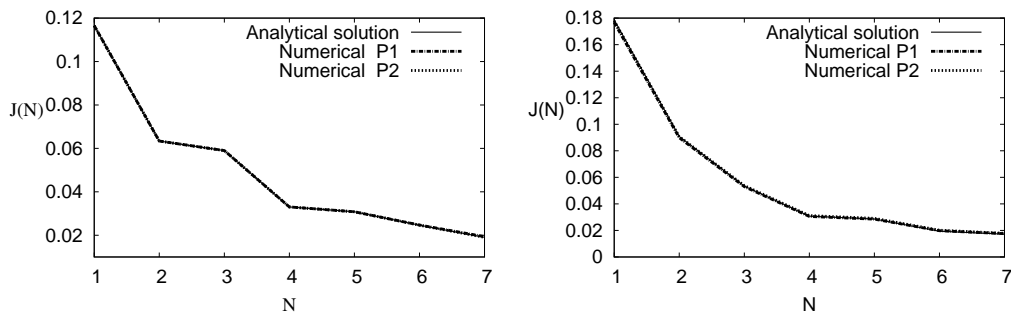 0.12
0.1
0.08
0.06
0.04
0.02
J(N)
1 2 3 4 5 6 7
N
Analytical solution
Numerical P1
Numerical P2
0.18
0.16
0.14
0.12
0.1
0.08
0.06
0.04
0.02
0
J(N)
1 2 3 4 5 6 7
N
Analytical solution
Numerical P1
Numerical P2